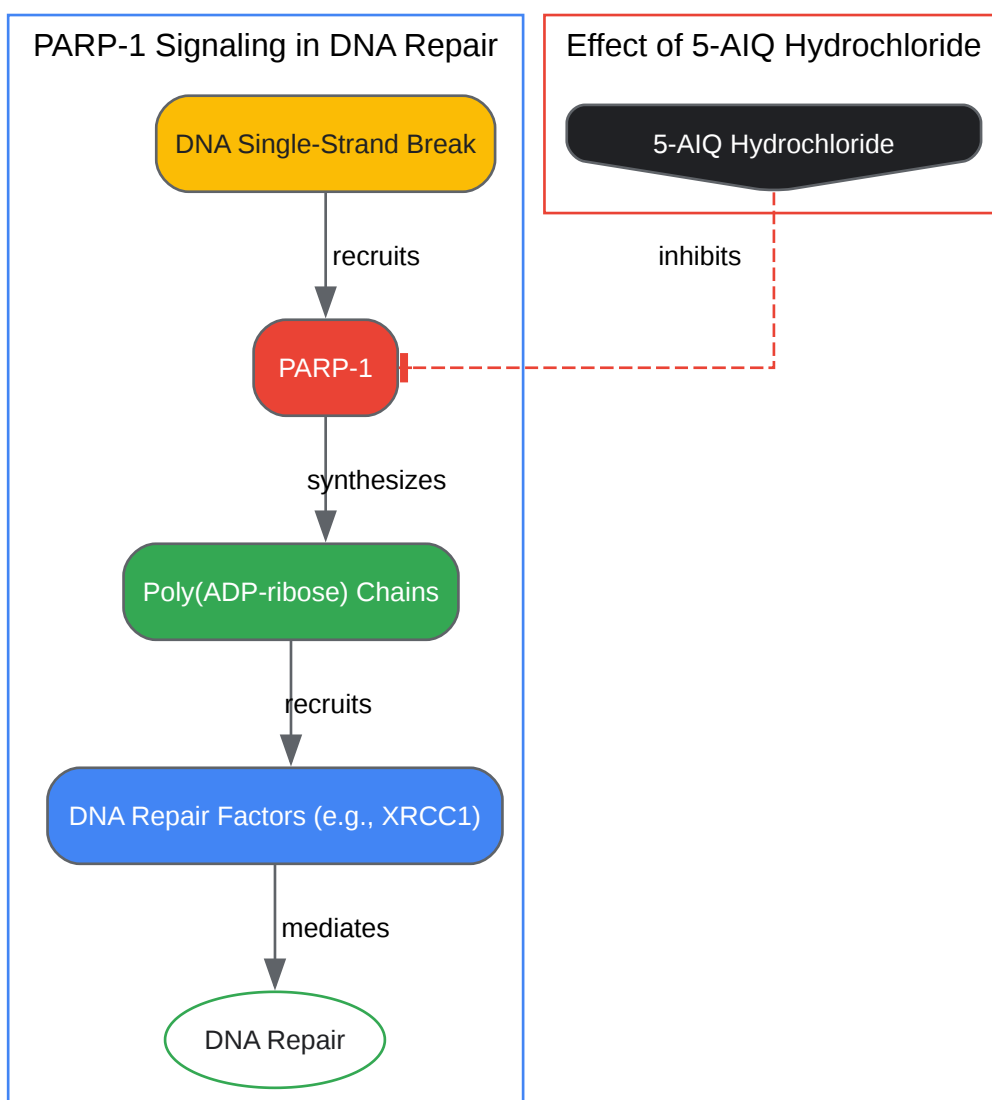 PARP-1 Signaling in DNA Repair
DNA Single-Strand Break
recruits
PARP-1
synthesizes
Poly(ADP-ribose) Chains
recruits
DNA Repair Factors (e.g., XRCC1)
mediates
DNA Repair
Effect of 5-AIQ Hydrochloride
5-AIQ Hydrochloride
inhibits